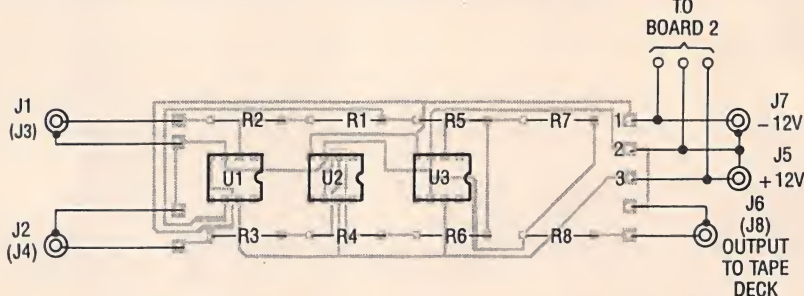 TO
BOARD 2
J1
(J3)
J2
(J4)
R2
R1
R5
R7
U1
U2
U3
R3
R4
R6
R8
1
2
3
J7
– 12V
J5
+ 12V
J6
(J8)
OUTPUT
TO TAPE
DECK